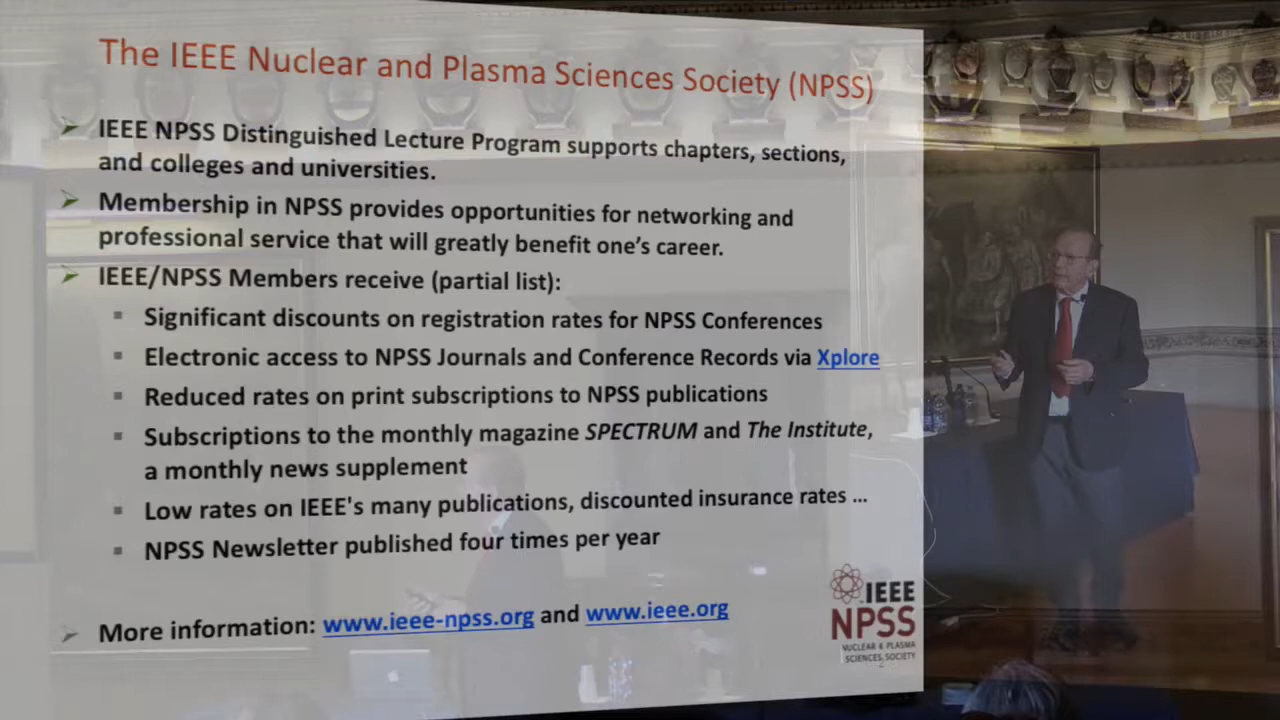 The IEEE Nuclear and Plasma Sciences Society (NPSS)
IEEE NPSS Distinguished Lecture Program supports chapters, sections,
and colleges and universities.
Membership in NPSS provides opportunities for networking and
professional service that will greatly benefit one's career.
IEEE/NPSS Members receive (partial list):
Significant discounts on registration rates for NPSS Conferences
Electronic access to NPSS Journals and Conference Records via Xplore
Reduced rates on print subscriptions to NPSS publications
Subscriptions to the monthly magazine SPECTRUM and The Institute,
a monthly news supplement
Low rates on IEEE's many publications, discounted insurance rates ...
NPSS Newsletter published four times per year
More information: www.ieee-npss.org and www.ieee.org
IEEE
NPSS
NUCLEAR & PLASMA
SCIENCES SOCIETY